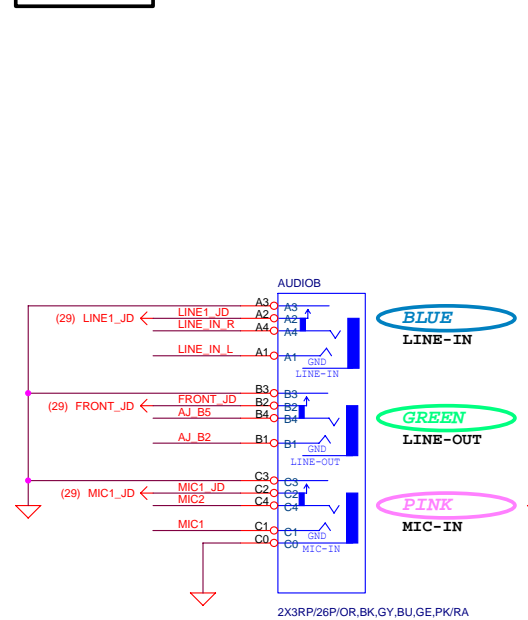 AUDIOB
A3 A3
(29) LINE1_JD LINE1_JD A2 A2
LINE_IN_R A4 A4
BLUE
LINE-IN
LINE_IN_L A1 A1
GND
LINE-IN
B3 B3
(29) FRONT_JD FRONT_JD B2 B2
AJ_B5 B4 B4
GREEN
LINE-OUT
AJ_B2 B1 B1
GND
LINE-OUT
C3 C3
(29) MIC1_JD MIC1_JD C2 C2
MIC2 C4 C4
PINK
MIC-IN
MIC1 C1 C1
GND
C0 C0
MIC-IN
2X3RP/26P/OR,BK,GY,BU,GE,PK/RA